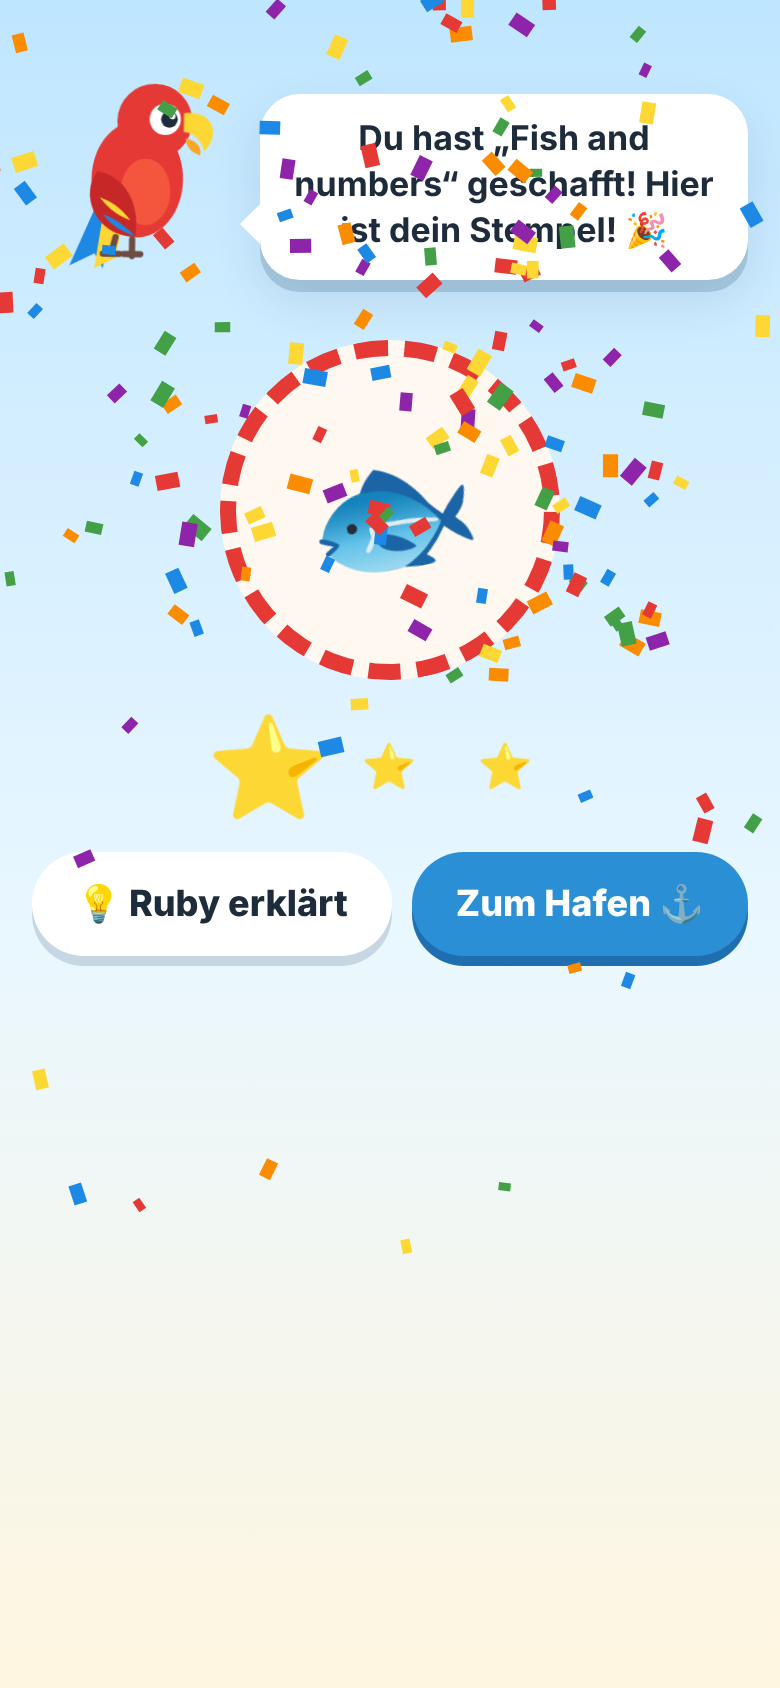 Du hast „Fish and
numbers“ geschafft! Hier
ist dein Stempel! 🎉
💡 Ruby erklärt
Zum Hafen ⚓